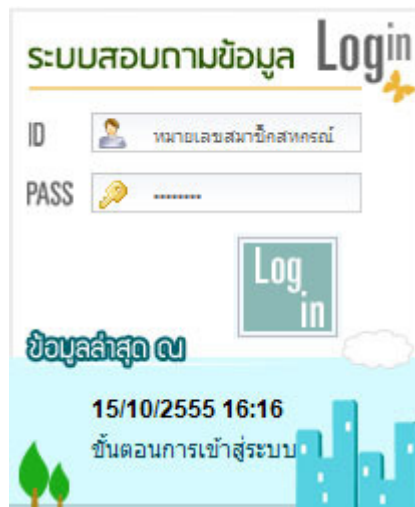 ระบบสอบถามข้อมูล Login
ID หมายเลขสมาชิกสหกรณ์
PASS ········
Log
in
ข้อมูลล่าสุด ณ
15/10/2555 16:16
ขั้นตอนการเข้าสู่ระบบ